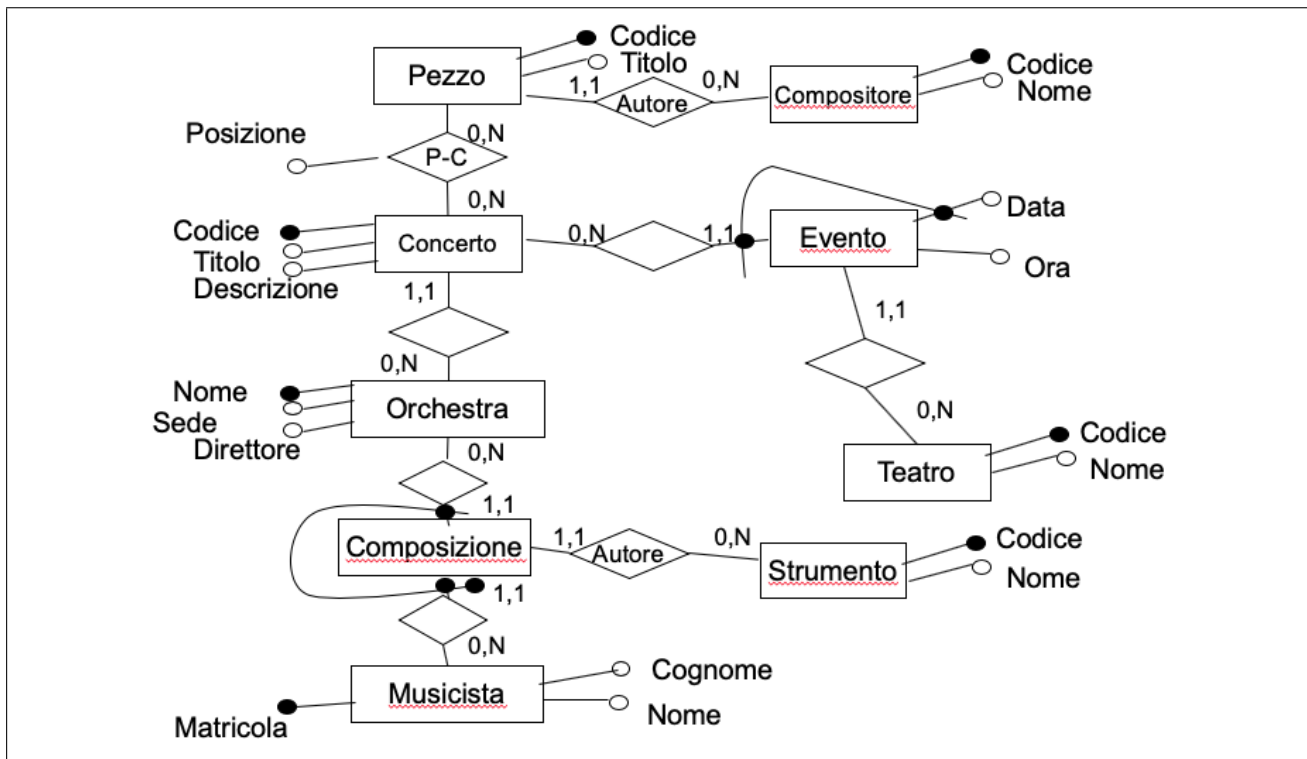 Codice
Pezzo
Titolo
1,1
0,N
Autore
Compositore
Codice
Nome
Posizione
0,N
P-C
0,N
Codice
Titolo
Descrizione
Concerto
0,N
1,1
Evento
Data
Ora
1,1
1,1
0,N
0,N
Nome
Sede
Direttore
Orchestra
0,N
Teatro
Codice
Nome
1,1
Composizione
1,1
Autore
0,N
Strumento
Codice
Nome
1,1
0,N
Musicista
Cognome
Nome
Matricola